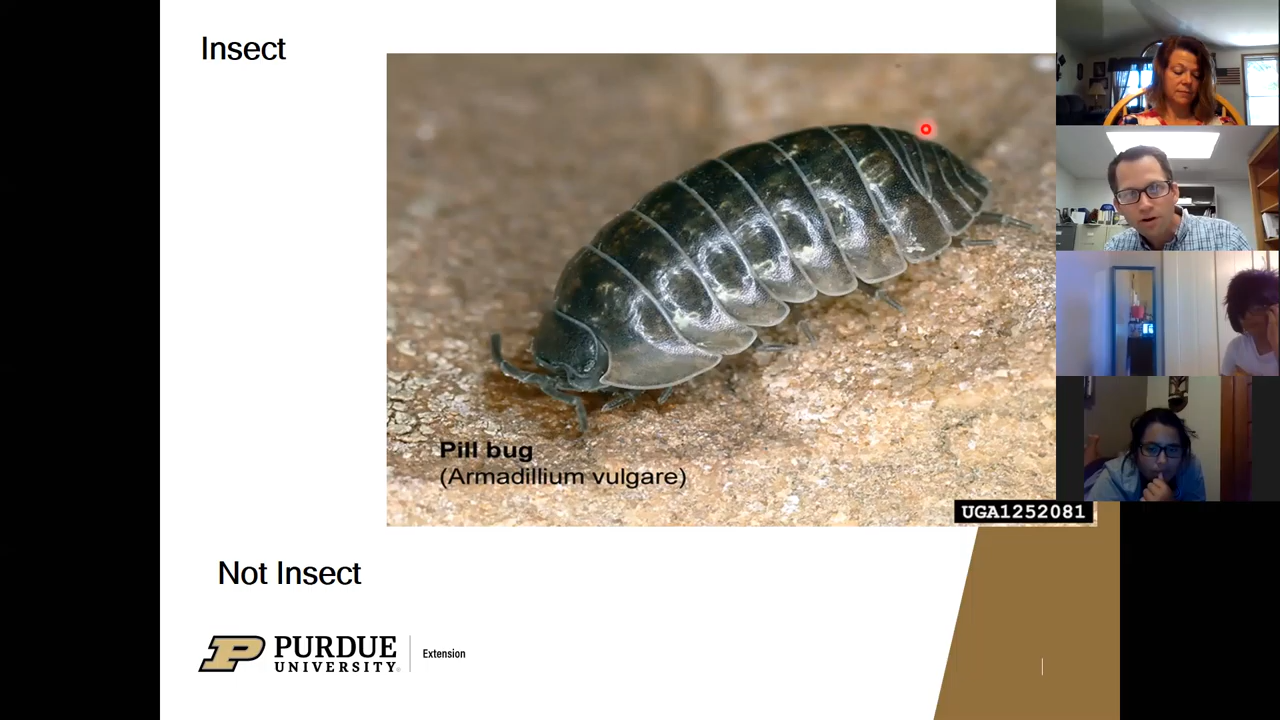 Insect
Pill bug
(Armadillium vulgare)
UGA1252081
Not Insect
PURDUE
UNIVERSITY
Extension